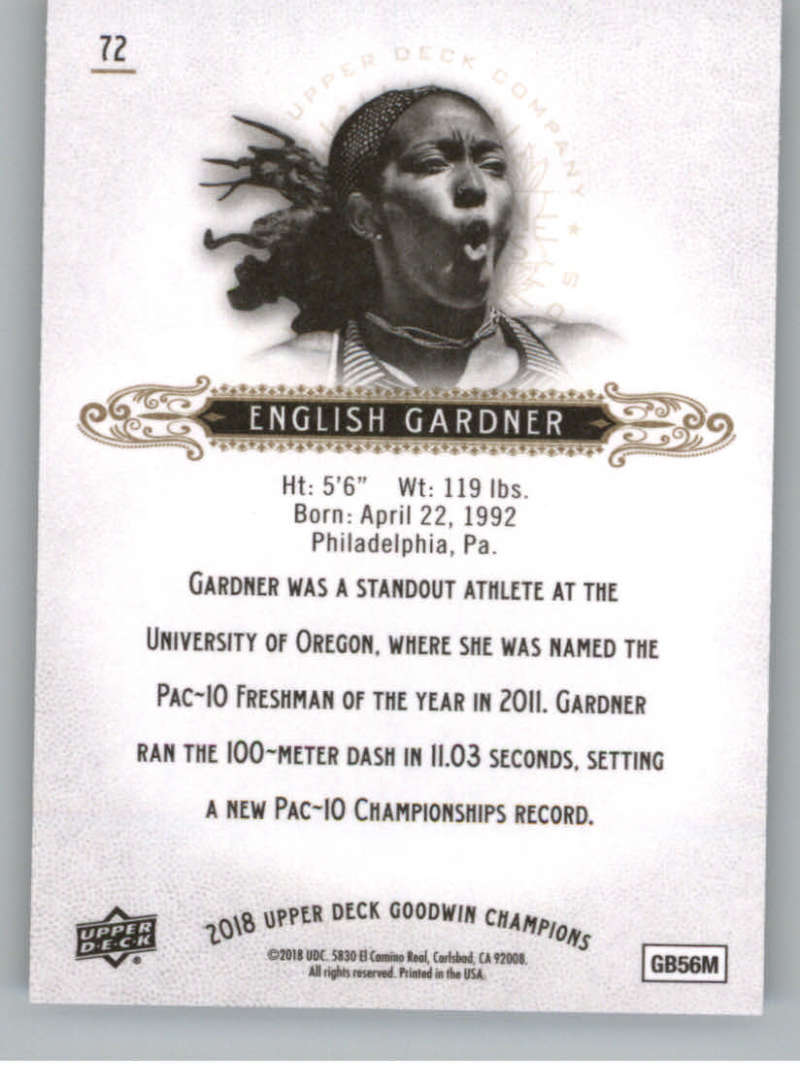 72
UPPER DECK COMPANY
ENGLISH GARDNER
Ht: 5'6" Wt: 119 lbs.
Born: April 22, 1992
Philadelphia, Pa.
GARDNER WAS A STANDOUT ATHLETE AT THE
UNIVERSITY OF OREGON, WHERE SHE WAS NAMED THE
PAC~10 FRESHMAN OF THE YEAR IN 2011. GARDNER
RAN THE 100~METER DASH IN 11.03 SECONDS, SETTING
A NEW PAC~10 CHAMPIONSHIPS RECORD.
UPPER
D·E·C·K
®
2018 UPPER DECK GOODWIN CHAMPIONS
©2018 UDC. 5830 El Camino Real, Carlsbad, CA 92008.
All rights reserved. Printed in the USA.
GB56M